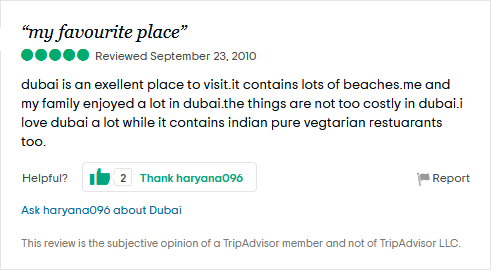 “my favourite place”
Reviewed September 23, 2010
dubai is an exellent place to visit.it contains lots of beaches.me and
my family enjoyed a lot in dubai.the things are not too costly in dubai.i
love dubai a lot while it contains indian pure vegtarian restuarants
too.
Helpful? 2 Thank haryana096 Report
Ask haryana096 about Dubai
This review is the subjective opinion of a TripAdvisor member and not of TripAdvisor LLC.